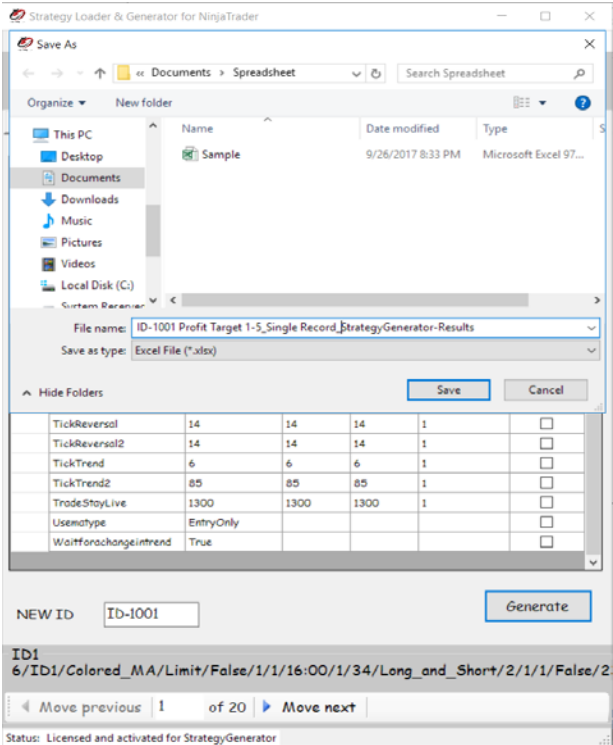 Strategy Loader & Generator for NinjaTrader
Save As
« Documents > Spreadsheet
Search Spreadsheet
Organize
New folder
This PC
Desktop
Documents
Downloads
Music
Pictures
Videos
Local Disk (C:)
Name Date modified Type S
Sample 9/26/2017 8:33 PM Microsoft Excel 97...
File name: ID-1001 Profit Target 1-5_Single Record_StrategyGenerator-Results
Save as type: Excel File (*.xlsx)
Hide Folders
Save
Cancel
TickReversal 14 14 14 1
TickReversal2 14 14 14 1
TickTrend 6 6 6 1
TickTrend2 85 85 85 1
TradeStayLive 1300 1300 1300 1
Usematype EntryOnly
Waitforachangeintrend True
NEW ID ID-1001
Generate
ID1
6/ID1/Colored_MA/Limit/False/1/1/16:00/1/34/Long_and_Short/2/1/1/False/2
Move previous 1 of 20 Move next
Status: Licensed and activated for StrategyGenerator